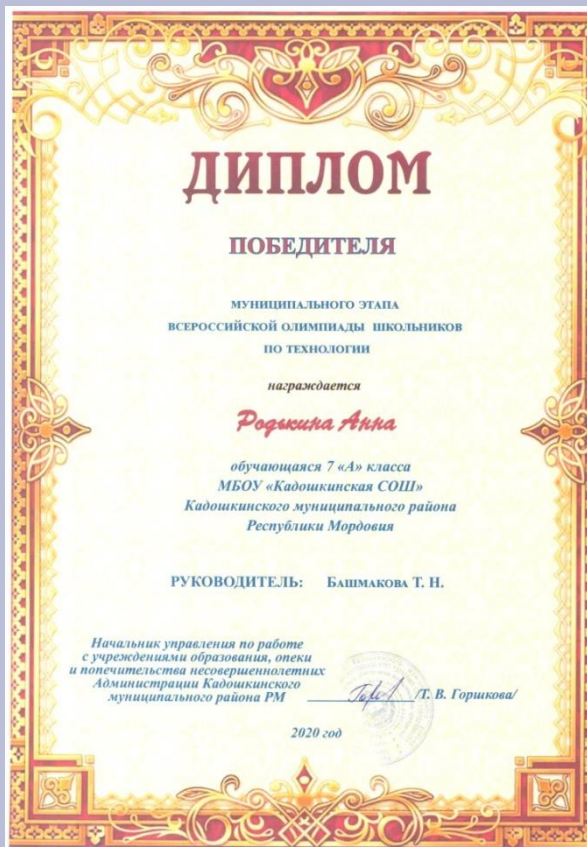 ДИПЛОМ
ПОБЕДИТЕЛЯ
МУНИЦИПАЛЬНОГО ЭТАПА
ВСЕРОССИЙСКОЙ ОЛИМПИАДЫ ШКОЛЬНИКОВ
ПО ТЕХНОЛОГИИ
награждается
Родькина Анна
обучающаяся 7 «А» класса
МБОУ «Кадошкинская СОШ»
Кадошкинского муниципального района
Республики Мордовия
РУКОВОДИТЕЛЬ: БАШМАКОВА Т. Н.
Начальник управления по работе
с учреждениями образования, опеки
и попечительства несовершеннолетних
Администрации Кадошкинского
муниципального района РМ /Т. В. Горшкова/
2020 год